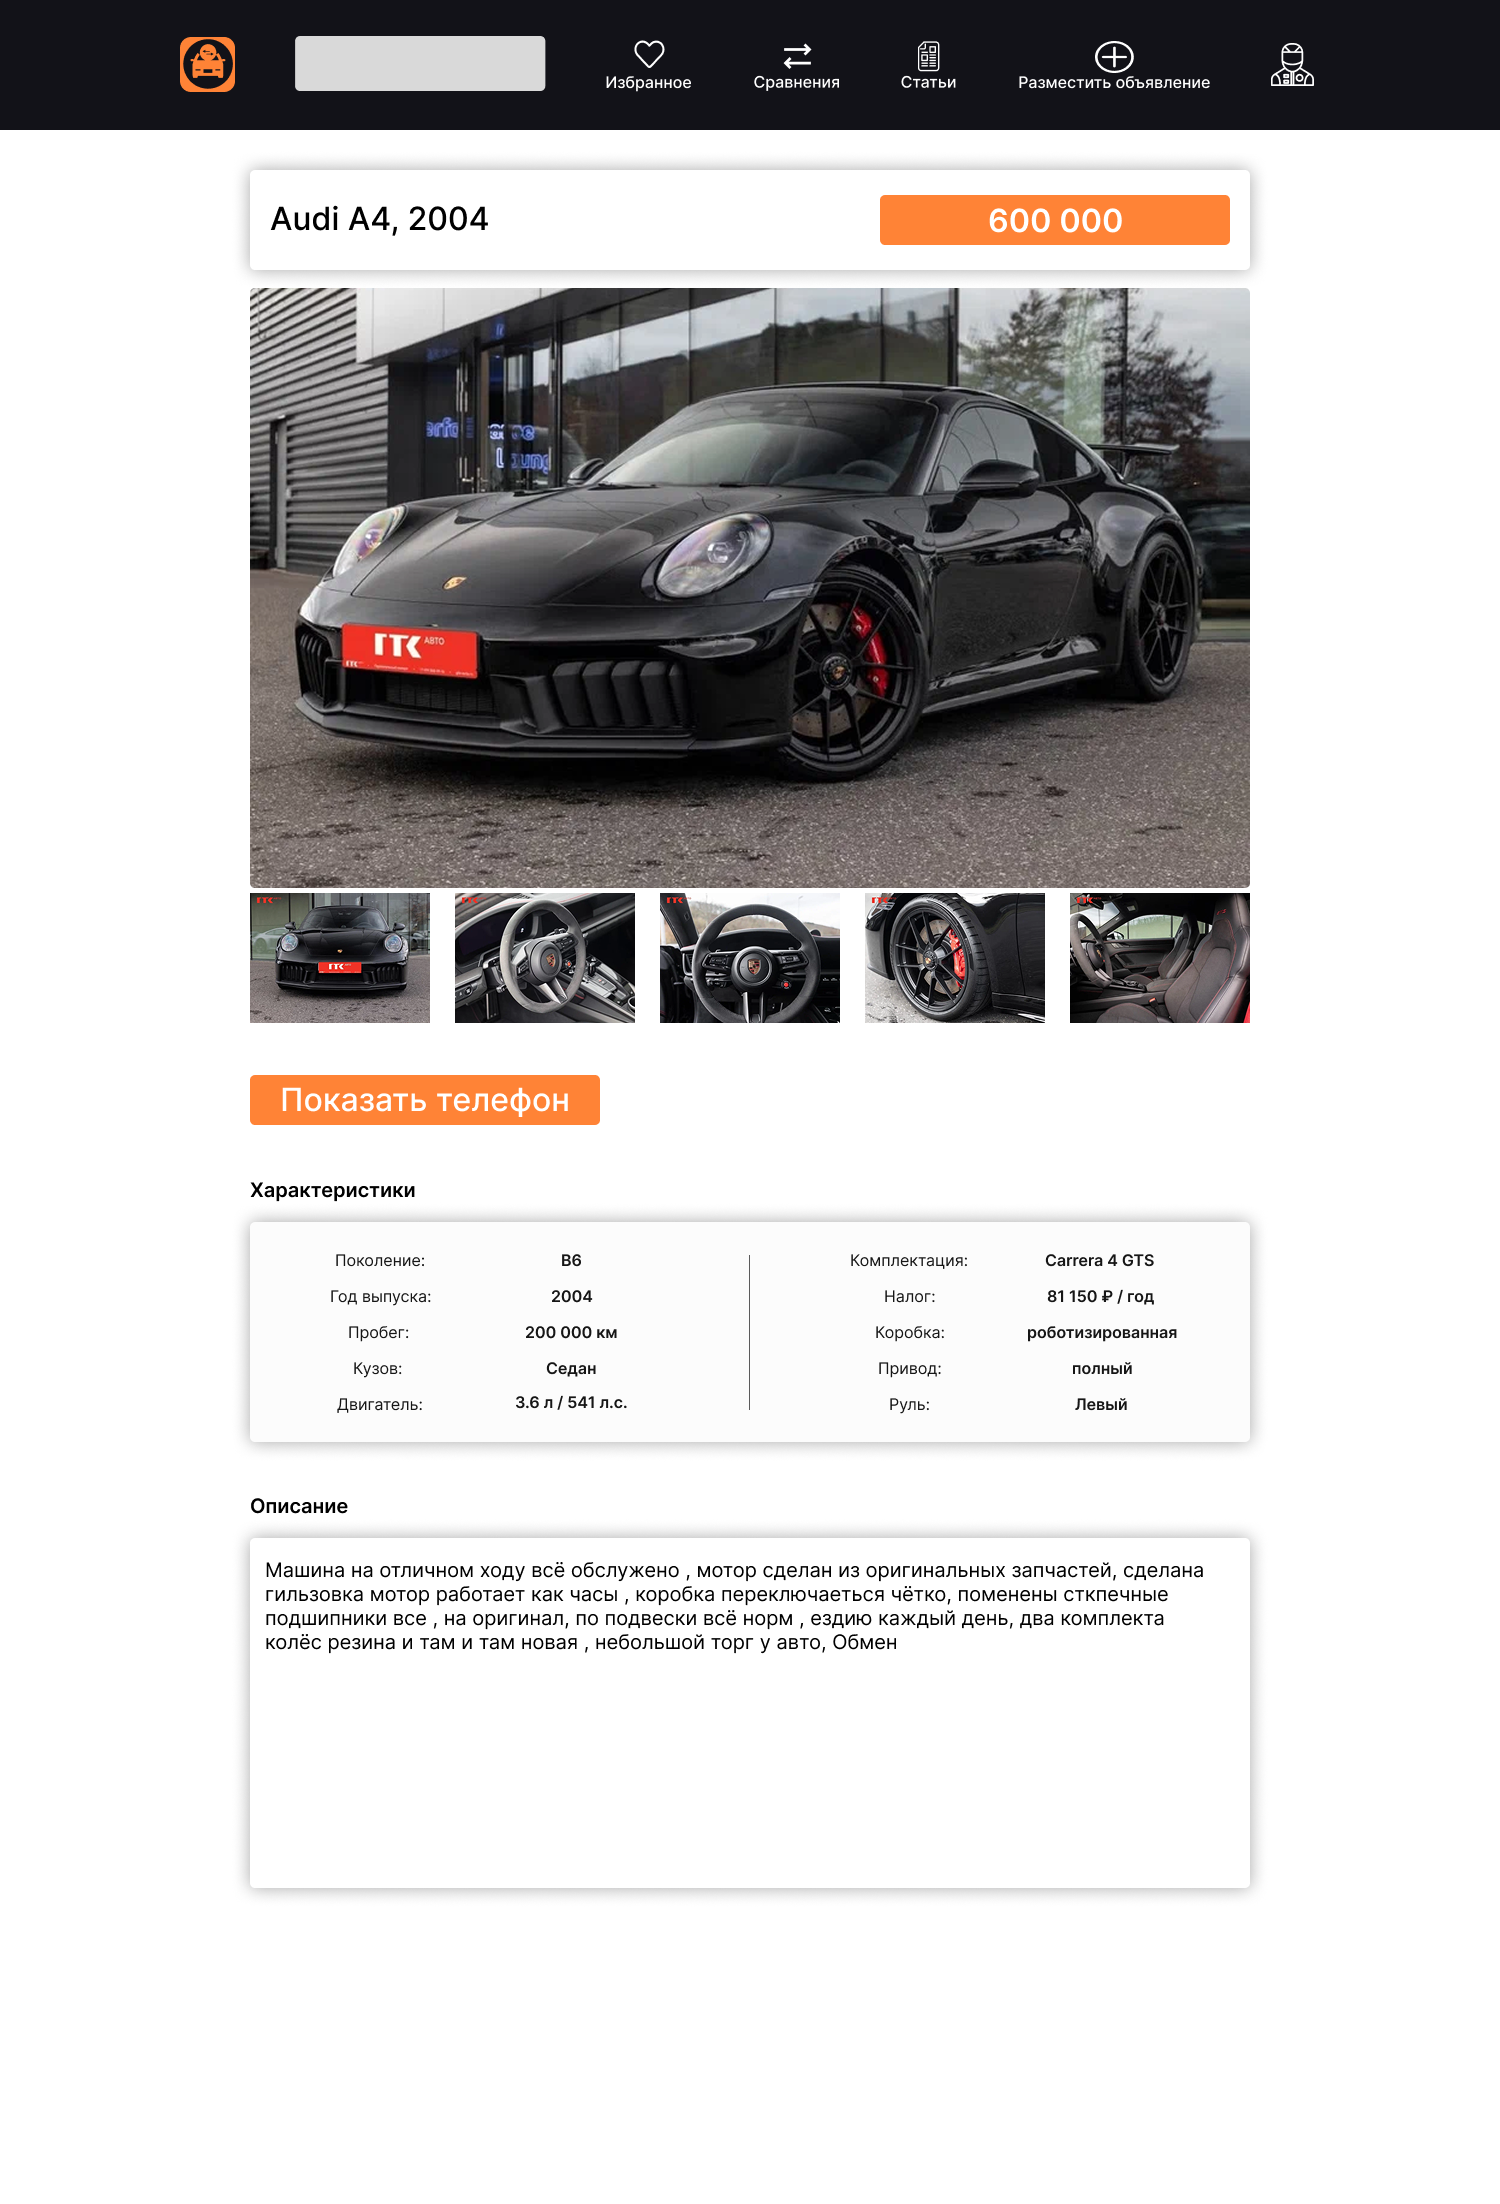 Избранное
Сравнения
Статьи
Разместить объявление
Audi A4, 2004
600 000
ГТК АВТО
ГТК
Показать телефон
Характеристики
Поколение: B6
Год выпуска: 2004
Пробег: 200 000 км
Кузов: Седан
Двигатель: 3.6 л / 541 л.с.
Комплектация: Carrera 4 GTS
Налог: 81 150 ₽ / год
Коробка: роботизированная
Привод: полный
Руль: Левый
Описание
Машина на отличном ходу всё обслужено , мотор сделан из оригинальных запчастей, сделана
гильзовка мотор работает как часы , коробка переключаеться чётко, поменены сткпечные
подшипники все , на оригинал, по подвески всё норм , ездию каждый день, два комплекта
колёс резина и там и там новая , небольшой торг у авто, Обмен